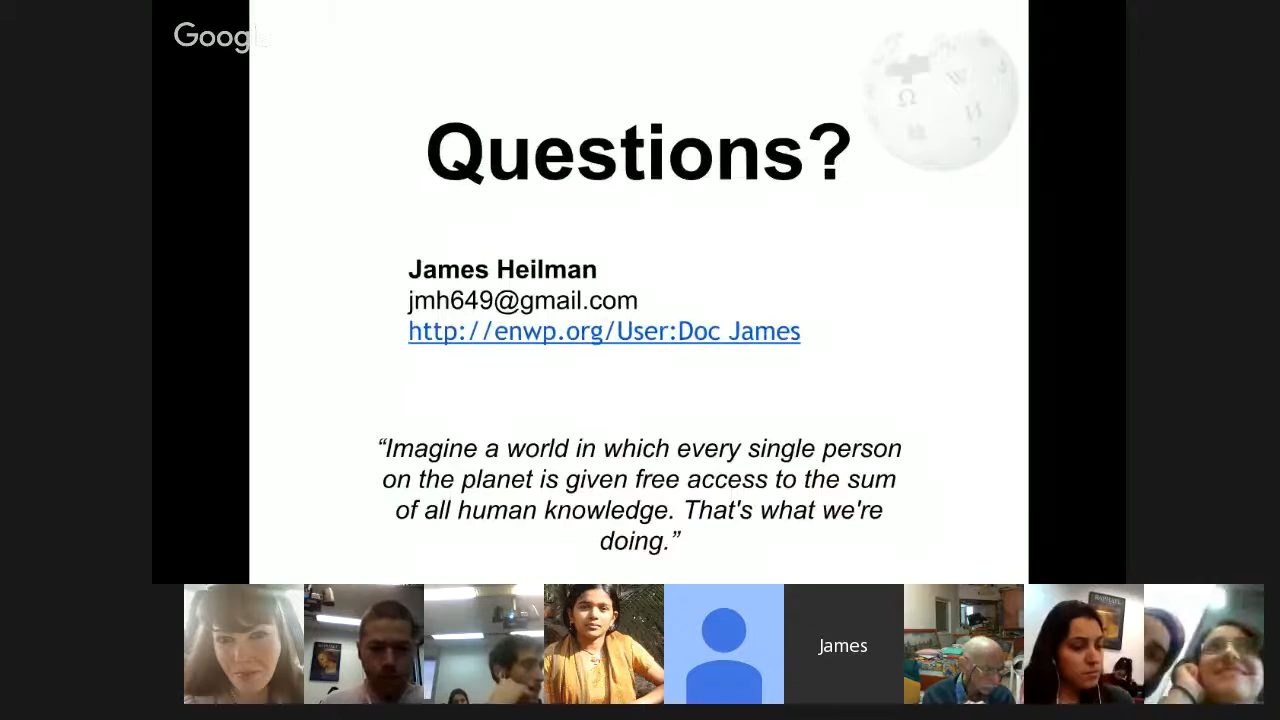 Google
Questions?
James Heilman
jmh649@gmail.com
http://enwp.org/User:Doc James
“Imagine a world in which every single person
on the planet is given free access to the sum
of all human knowledge. That's what we're
doing.”
James